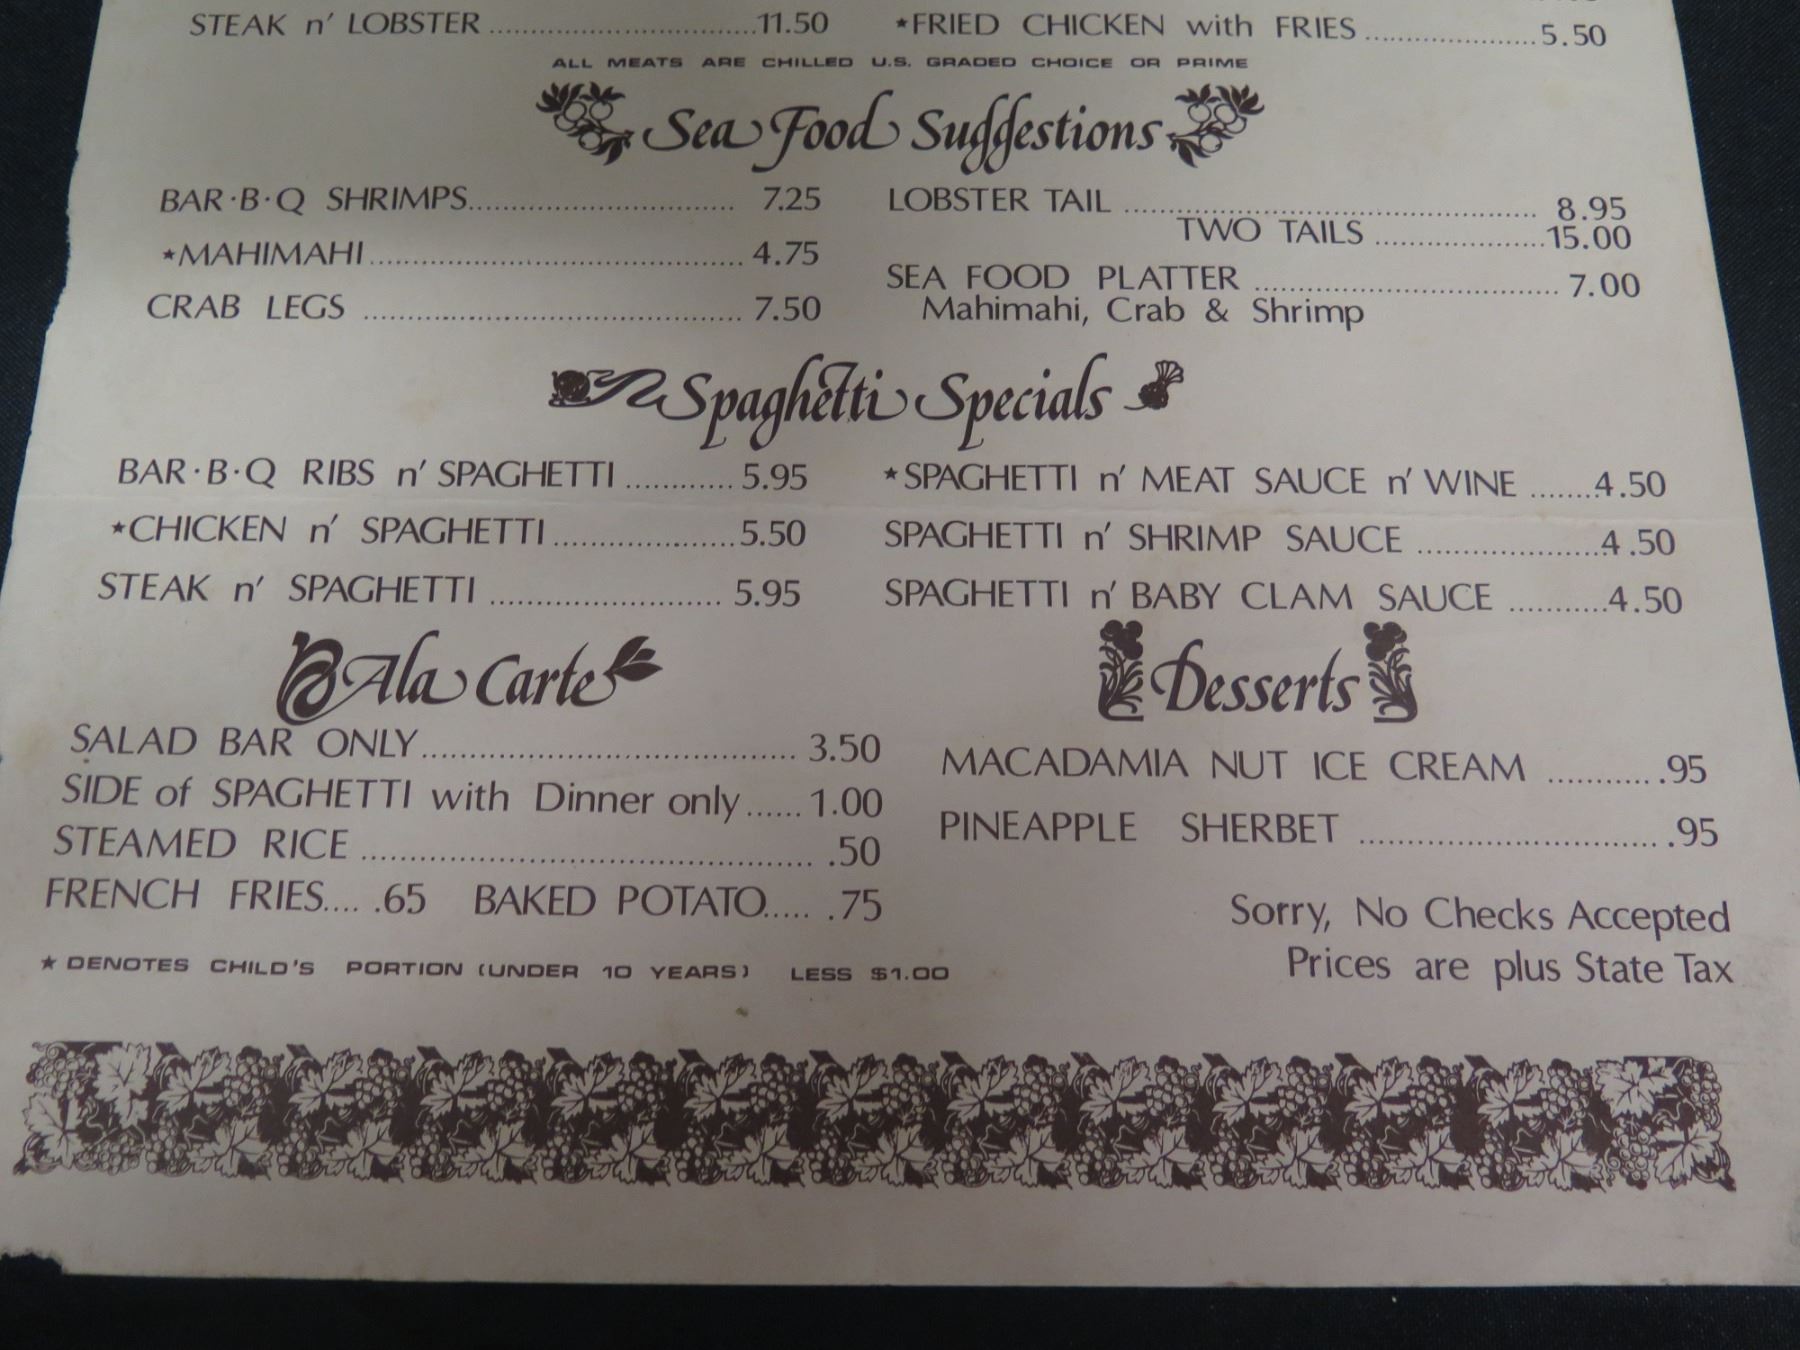 STEAK n' LOBSTER ........ 11.50
★FRIED CHICKEN with FRIES ........ 5.50
ALL MEATS ARE CHILLED U.S. GRADED CHOICE OR PRIME
Sea Food Suggestions
BAR·B·Q SHRIMPS ........ 7.25
★MAHIMAHI ........ 4.75
CRAB LEGS ........ 7.50
LOBSTER TAIL ........ 8.95
TWO TAILS ........ 15.00
SEA FOOD PLATTER ........ 7.00
Mahimahi, Crab & Shrimp
Spaghetti Specials
BAR·B·Q RIBS n' SPAGHETTI ........ 5.95
★CHICKEN n' SPAGHETTI ........ 5.50
STEAK n' SPAGHETTI ........ 5.95
★SPAGHETTI n' MEAT SAUCE n' WINE ........ 4.50
SPAGHETTI n' SHRIMP SAUCE ........ 4.50
SPAGHETTI n' BABY CLAM SAUCE ........ 4.50
Ala Carte
SALAD BAR ONLY ........ 3.50
SIDE of SPAGHETTI with Dinner only ...... 1.00
STEAMED RICE ........ .50
FRENCH FRIES.... .65 BAKED POTATO..... .75
★ DENOTES CHILD'S PORTION (UNDER 10 YEARS) LESS $1.00
Desserts
MACADAMIA NUT ICE CREAM ........ .95
PINEAPPLE SHERBET ........ .95
Sorry, No Checks Accepted
Prices are plus State Tax